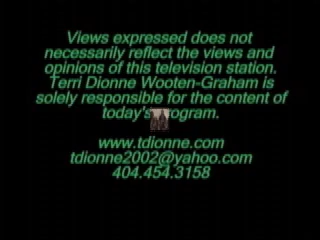 Views expressed does not
necessarily reflect the views and
opinions of this television station.
Terri Dionne Wooten-Graham is
solely responsible for the content of
today's program.
www.tdionne.com
tdionne2002@yahoo.com
404.454.3158